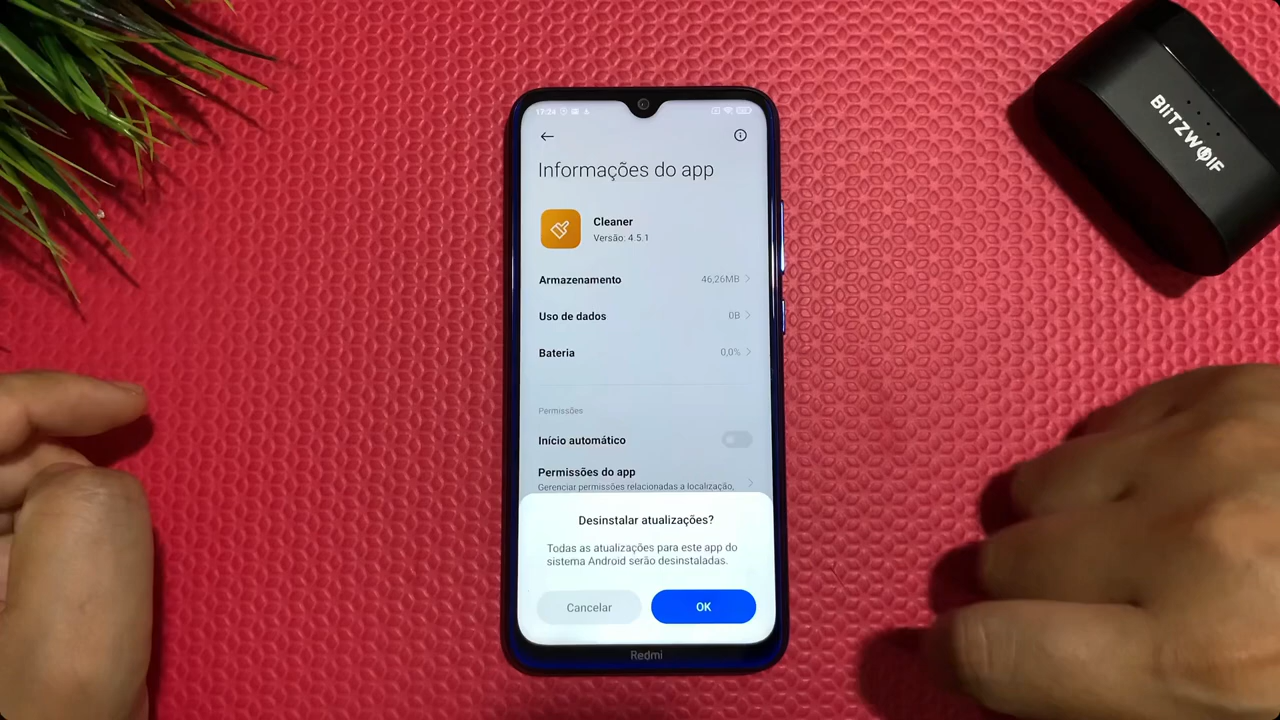 17:24
Informações do app
Cleaner
Versão: 4.5.1
Armazenamento 46,26MB
Uso de dados 0B
Bateria 0,0%
Permissões
Início automático
Permissões do app
Gerenciar permissões relacionadas a localização,
Desinstalar atualizações?
Todas as atualizações para este app do
sistema Android serão desinstaladas.
Cancelar OK
Redmi
BLiTZWOLF